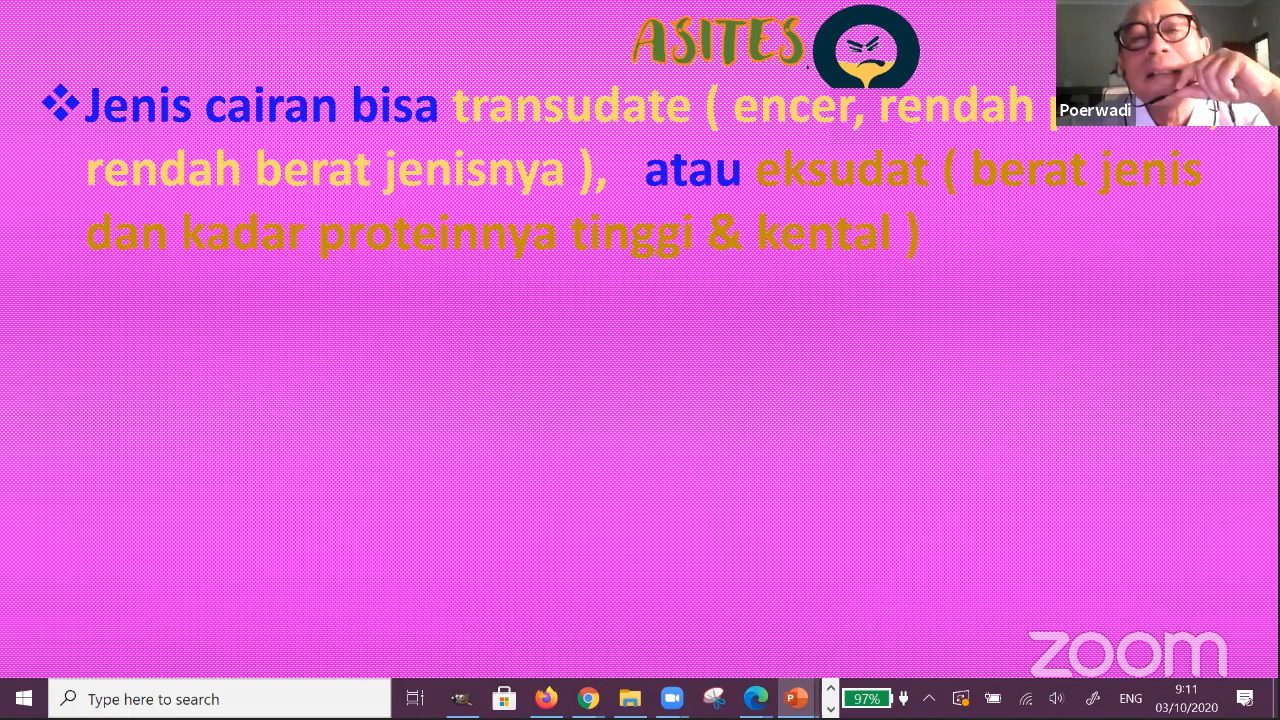 ASITES
❖Jenis cairan bisa transudate ( encer, rendah
rendah berat jenisnya ), atau eksudat ( berat jenis
dan kadar proteinnya tinggi & kental )
Poerwadi
zoom
Type here to search
97%
ENG
9:11
03/10/2020